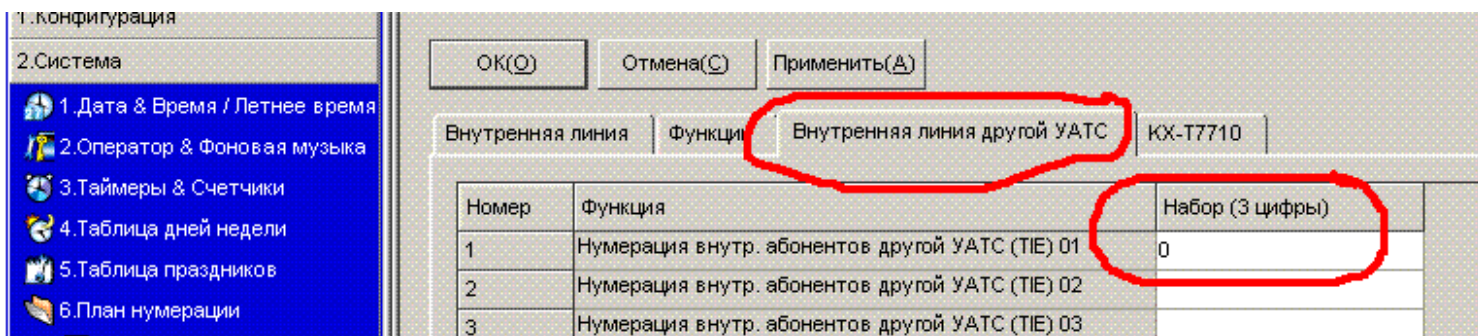 1.Конфигурация
2.Система
1.Дата & Время / Летнее время
2.Оператор & Фоновая музыка
3.Таймеры & Счетчики
4.Таблица дней недели
5.Таблица праздников
6.План нумерации
ОК(O) Отмена(C) Применить(A)
Внутренняя линия Функции Внутренняя линия другой УАТС KX-T7710
Номер Функция Набор (3 цифры)
1 Нумерация внутр. абонентов другой УАТС (TIE) 01 0
2 Нумерация внутр. абонентов другой УАТС (TIE) 02
3 Нумерация внутр. абонентов другой УАТС (TIE) 03